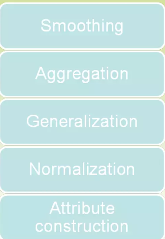 Smoothing
Aggregation
Generalization
Normalization
Attribute
construction